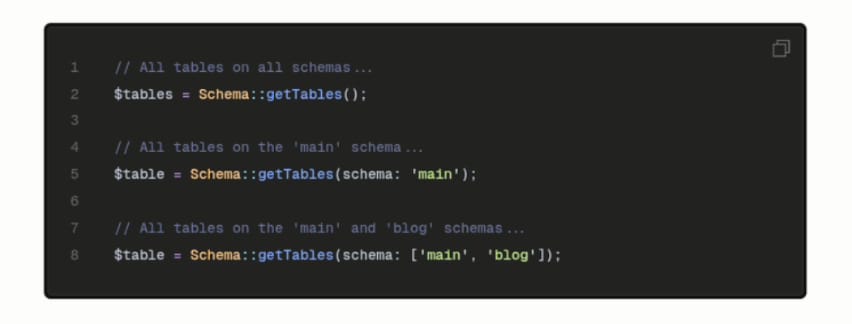 1 // All tables on all schemas...
2 $tables = Schema::getTables();
3
4 // All tables on the 'main' schema...
5 $table = Schema::getTables(schema: 'main');
6
7 // All tables on the 'main' and 'blog' schemas...
8 $table = Schema::getTables(schema: ['main', 'blog']);